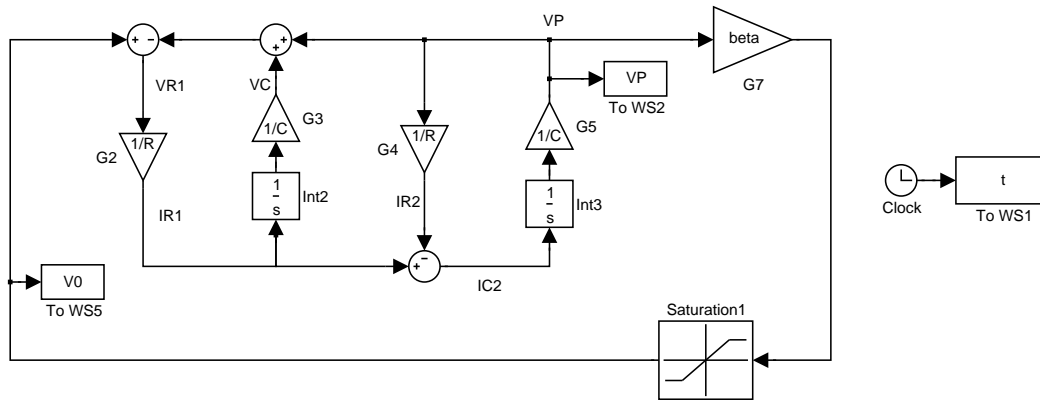 VP
+
−
+
+
beta
VR1
VC
VP
G7
To WS2
G3
G5
1/R
1/C
1/R
1/C
G2
G4
1
s
Int2
1
s
Int3
IR1
IR2
t
Clock
To WS1
+
−
V0
IC2
To WS5
Saturation1